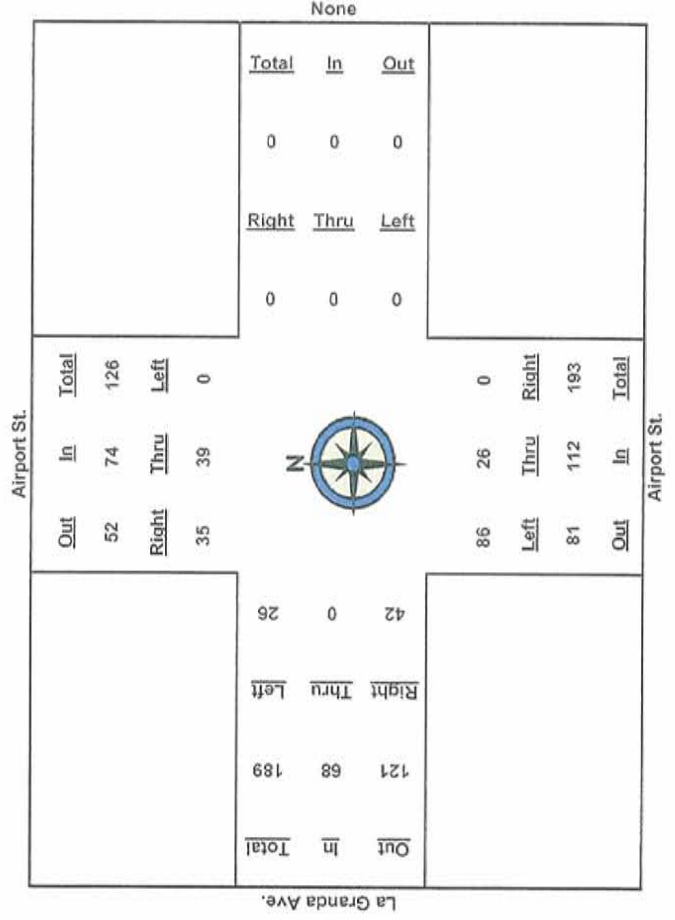 None
Total In Out
0 0 0
Right Thru Left
0 0 0
Airport St.
Out In Total
52 74 126
Right Thru Left
35 39 0
N
86 26 0
Left Thru Right
81 112 193
Out In Total
Airport St.
La Granda Ave.
Out In Total
121 68 189
Right Thru Left
42 0 26